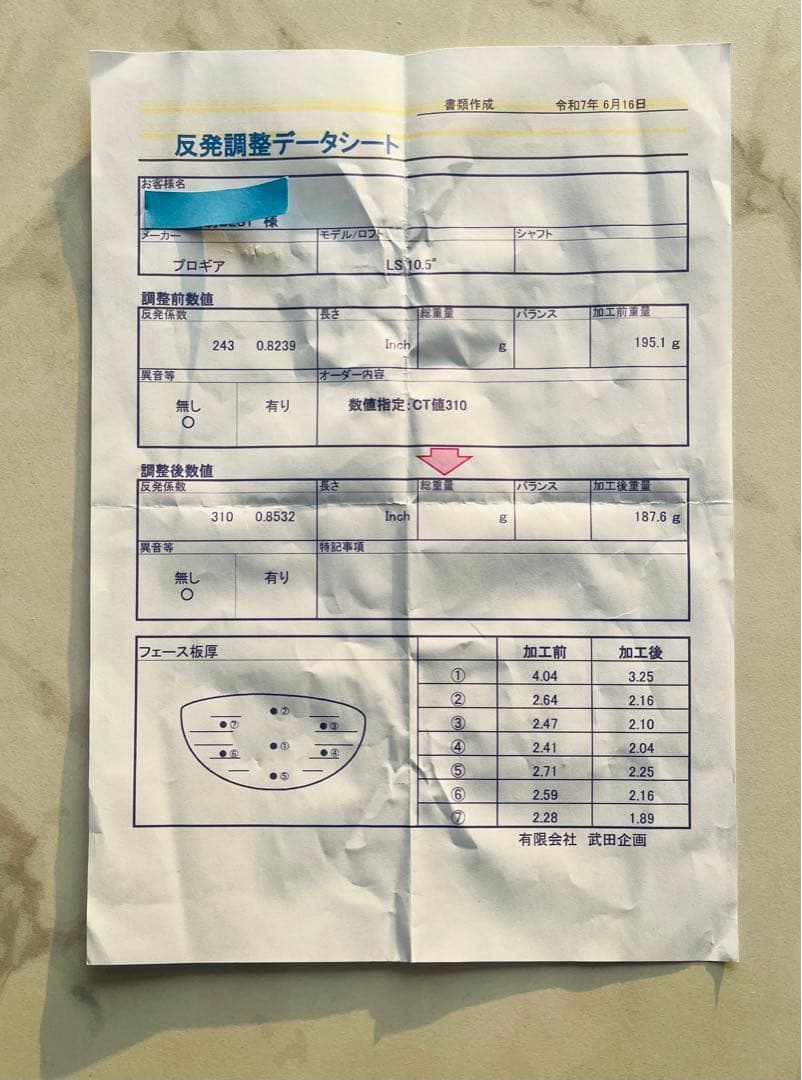 書類作成 令和7年 6月16日
反発調整データシート
お客様名
様
メーカー モデル/ロフト シャフト
プロギア LS 10.5°
調整前数値
反発係数 長さ 総重量 バランス 加工前重量
243 0.8239 Inch g 195.1 g
異音等 オーダー内容
無し 有り 数値指定:CT値310
○
調整後数値
反発係数 長さ 総重量 バランス 加工後重量
310 0.8532 Inch g 187.6 g
異音等 特記事項
無し 有り
○
フェース板厚 加工前 加工後
① 4.04 3.25
② 2.64 2.16
③ 2.47 2.10
④ 2.41 2.04
⑤ 2.71 2.25
⑥ 2.59 2.16
⑦ 2.28 1.89
②
⑦ ③
①
⑥ ④
⑤
有限会社 武田企画